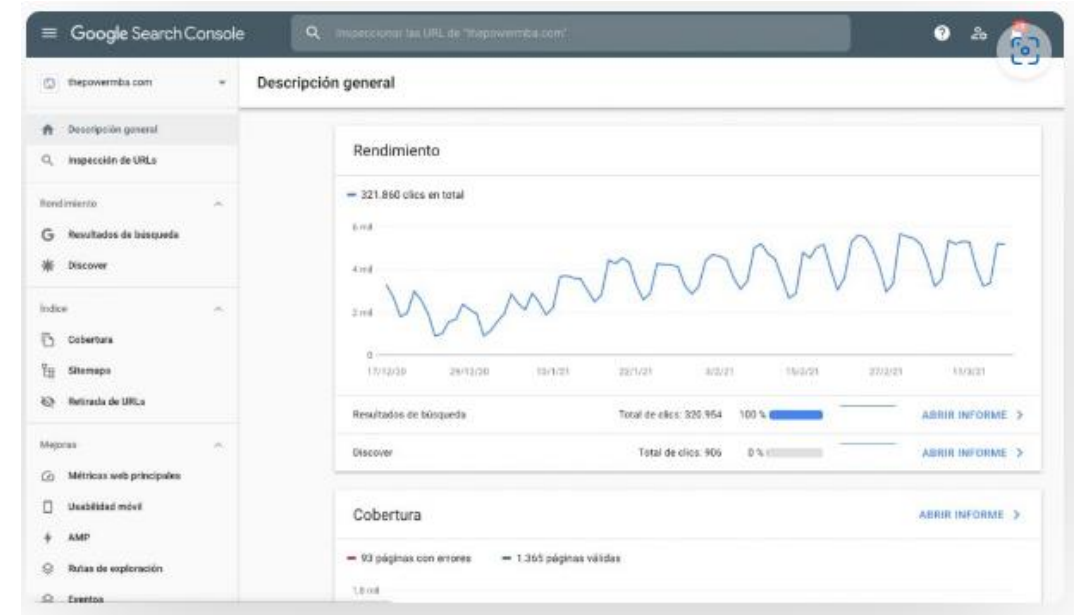 Google Search Console
Inspeccionar las URL de "thepowermba.com"
thepowermba.com
Descripción general
Descripción general
Inspección de URLs
Rendimiento
Resultados de búsqueda
Discover
Índice
Cobertura
Sitemaps
Retirada de URLs
Mejoras
Métricas web principales
Usabilidad móvil
AMP
Rutas de exploración
Eventos
Rendimiento
321.860 clics en total
6 mil
4 mil
2 mil
0
17/12/20 29/12/20 10/1/21 22/1/21 3/2/21 15/2/21 27/2/21 11/3/21
Resultados de búsqueda Total de clics: 320.954 100 % ABRIR INFORME
Discover Total de clics: 906 0 % ABRIR INFORME
Cobertura ABRIR INFORME
93 páginas con errores 1.365 páginas válidas
1,8 mil